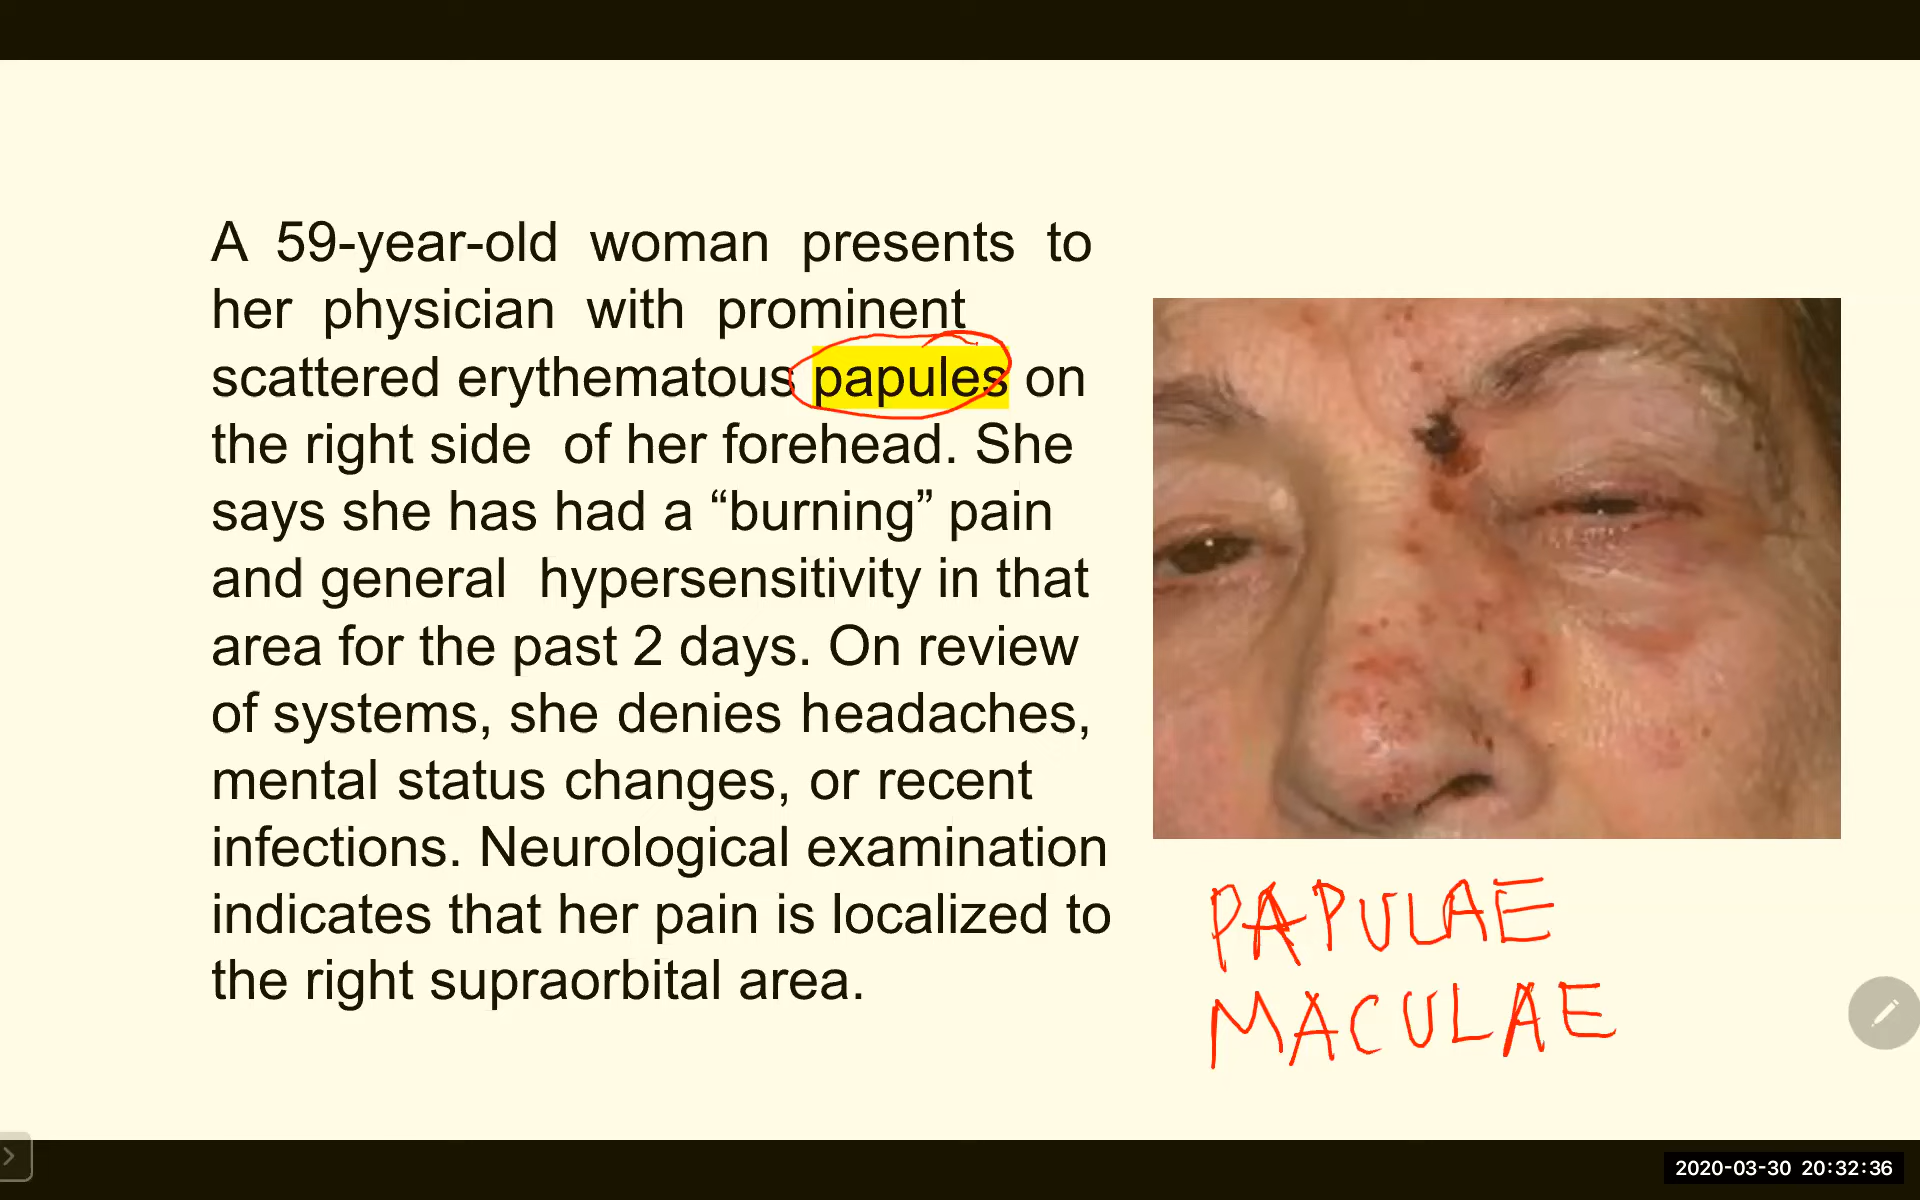 A 59-year-old woman presents to
her physician with prominent
scattered erythematous papules on
the right side of her forehead. She
says she has had a “burning” pain
and general hypersensitivity in that
area for the past 2 days. On review
of systems, she denies headaches,
mental status changes, or recent
infections. Neurological examination
indicates that her pain is localized to
the right supraorbital area.
PAPULAE
MACULAE
2020-03-30 20:32:36